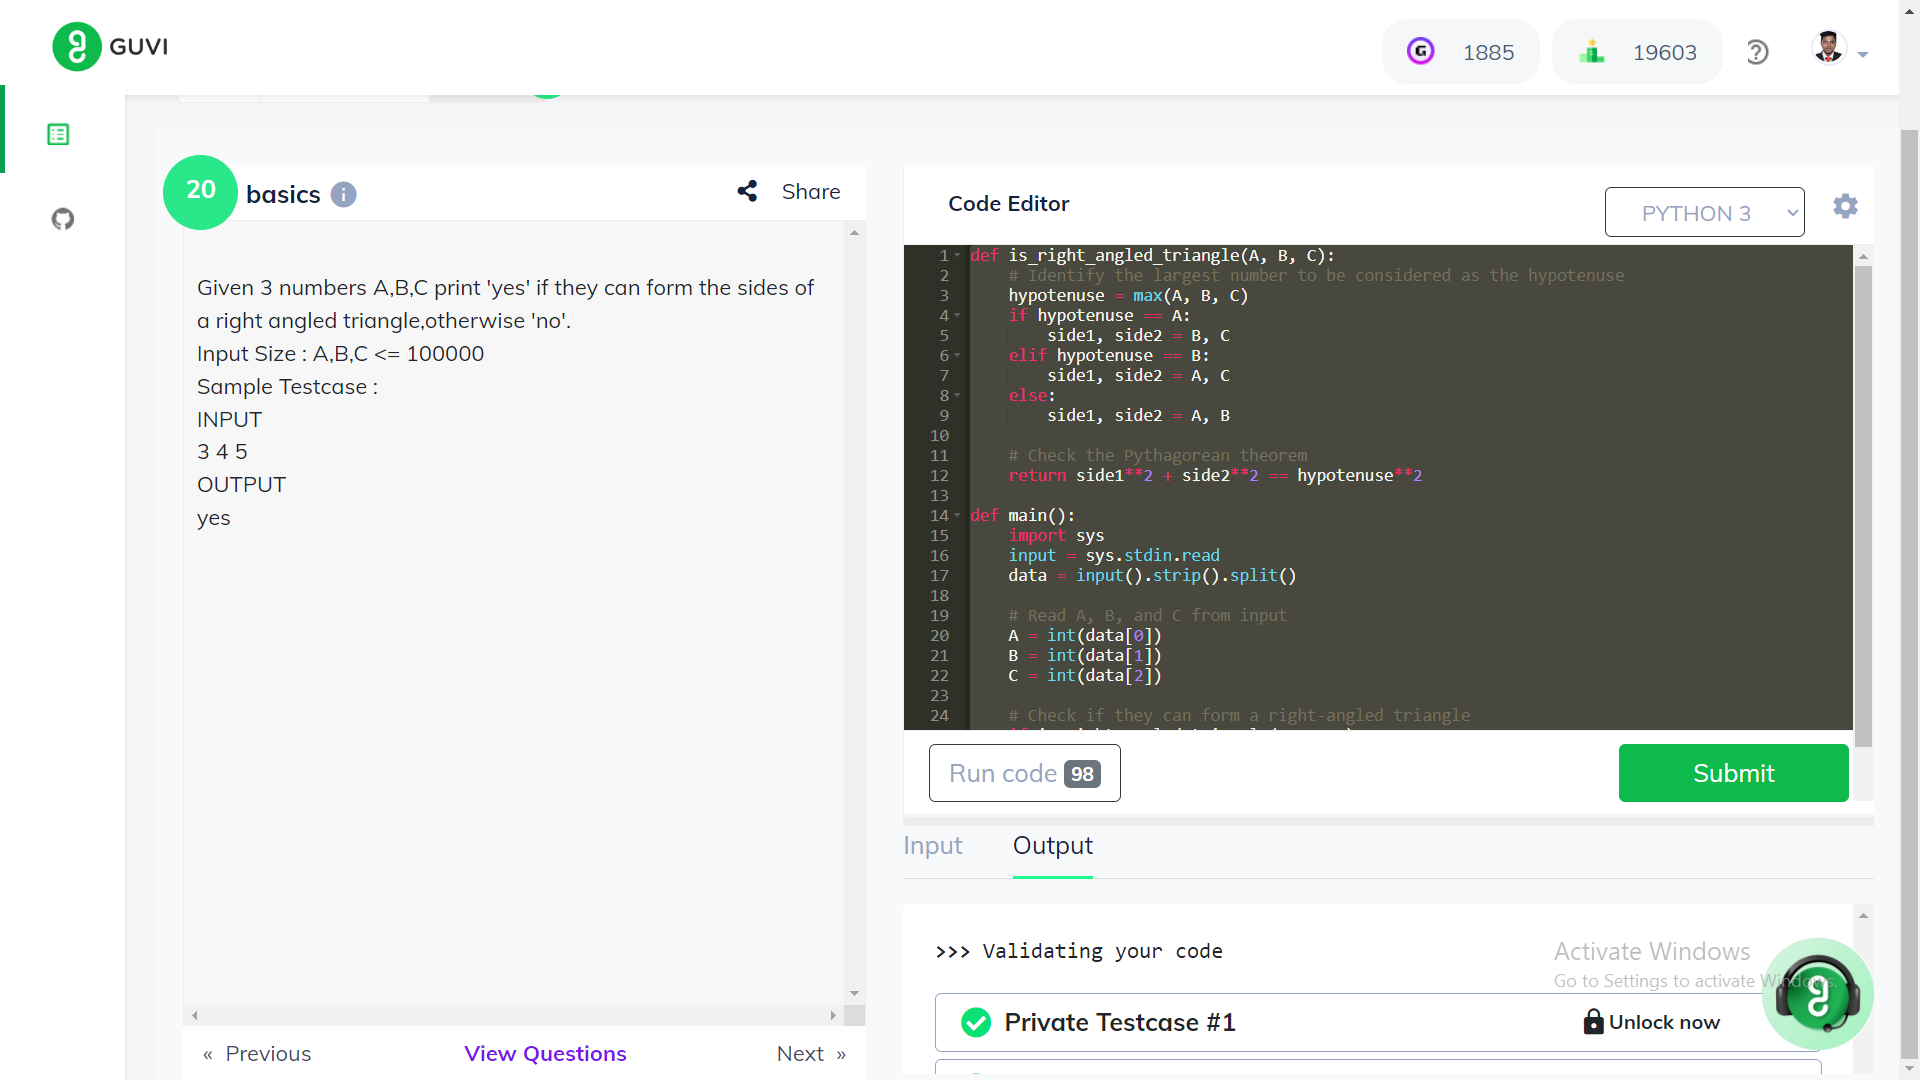 GUVI
1885
19603
20
basics
Share
Given 3 numbers A,B,C print 'yes' if they can form the sides of
a right angled triangle,otherwise 'no'.
Input Size : A,B,C <= 100000
Sample Testcase :
INPUT
3 4 5
OUTPUT
yes
« Previous
View Questions
Next »
Code Editor
PYTHON 3
1 def is_right_angled_triangle(A, B, C):
2     # Identify the largest number to be considered as the hypotenuse
3     hypotenuse = max(A, B, C)
4     if hypotenuse == A:
5         side1, side2 = B, C
6     elif hypotenuse == B:
7         side1, side2 = A, C
8     else:
9         side1, side2 = A, B
10
11     # Check the Pythagorean theorem
12     return side1**2 + side2**2 == hypotenuse**2
13
14 def main():
15     import sys
16     input = sys.stdin.read
17     data = input().strip().split()
18
19     # Read A, B, and C from input
20     A = int(data[0])
21     B = int(data[1])
22     C = int(data[2])
23
24     # Check if they can form a right-angled triangle
Run code 98
Submit
Input
Output
>>> Validating your code
Activate Windows
Go to Settings to activate Windows.
Private Testcase #1
Unlock now